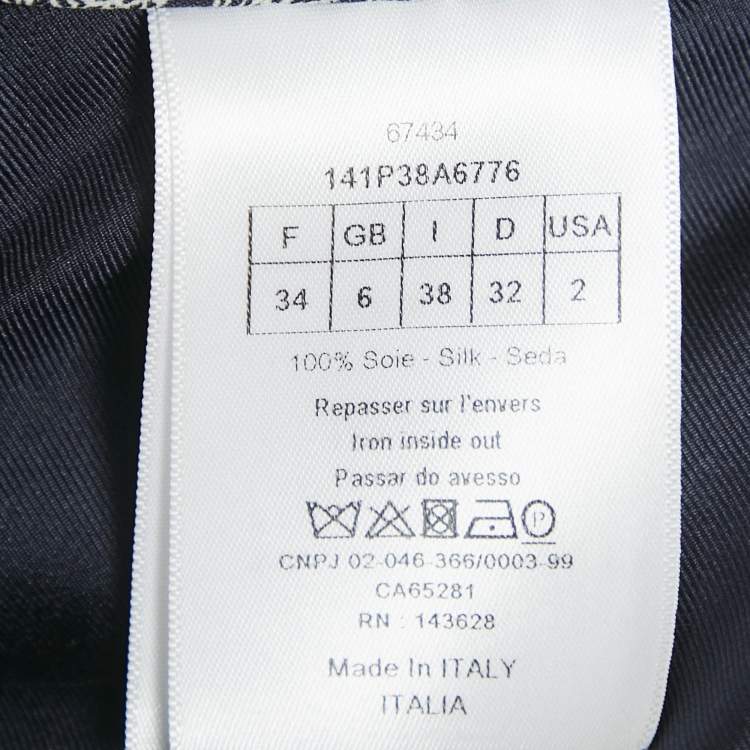 67434
141P38A6776
F GB I D USA
34 6 38 32 2
100% Soie - Silk - Seda
Repasser sur l'envers
Iron inside out
Passar do avesso
P
CNPJ 02-046-366/0003-99
CA65281
RN : 143628
Made In ITALY
ITALIA